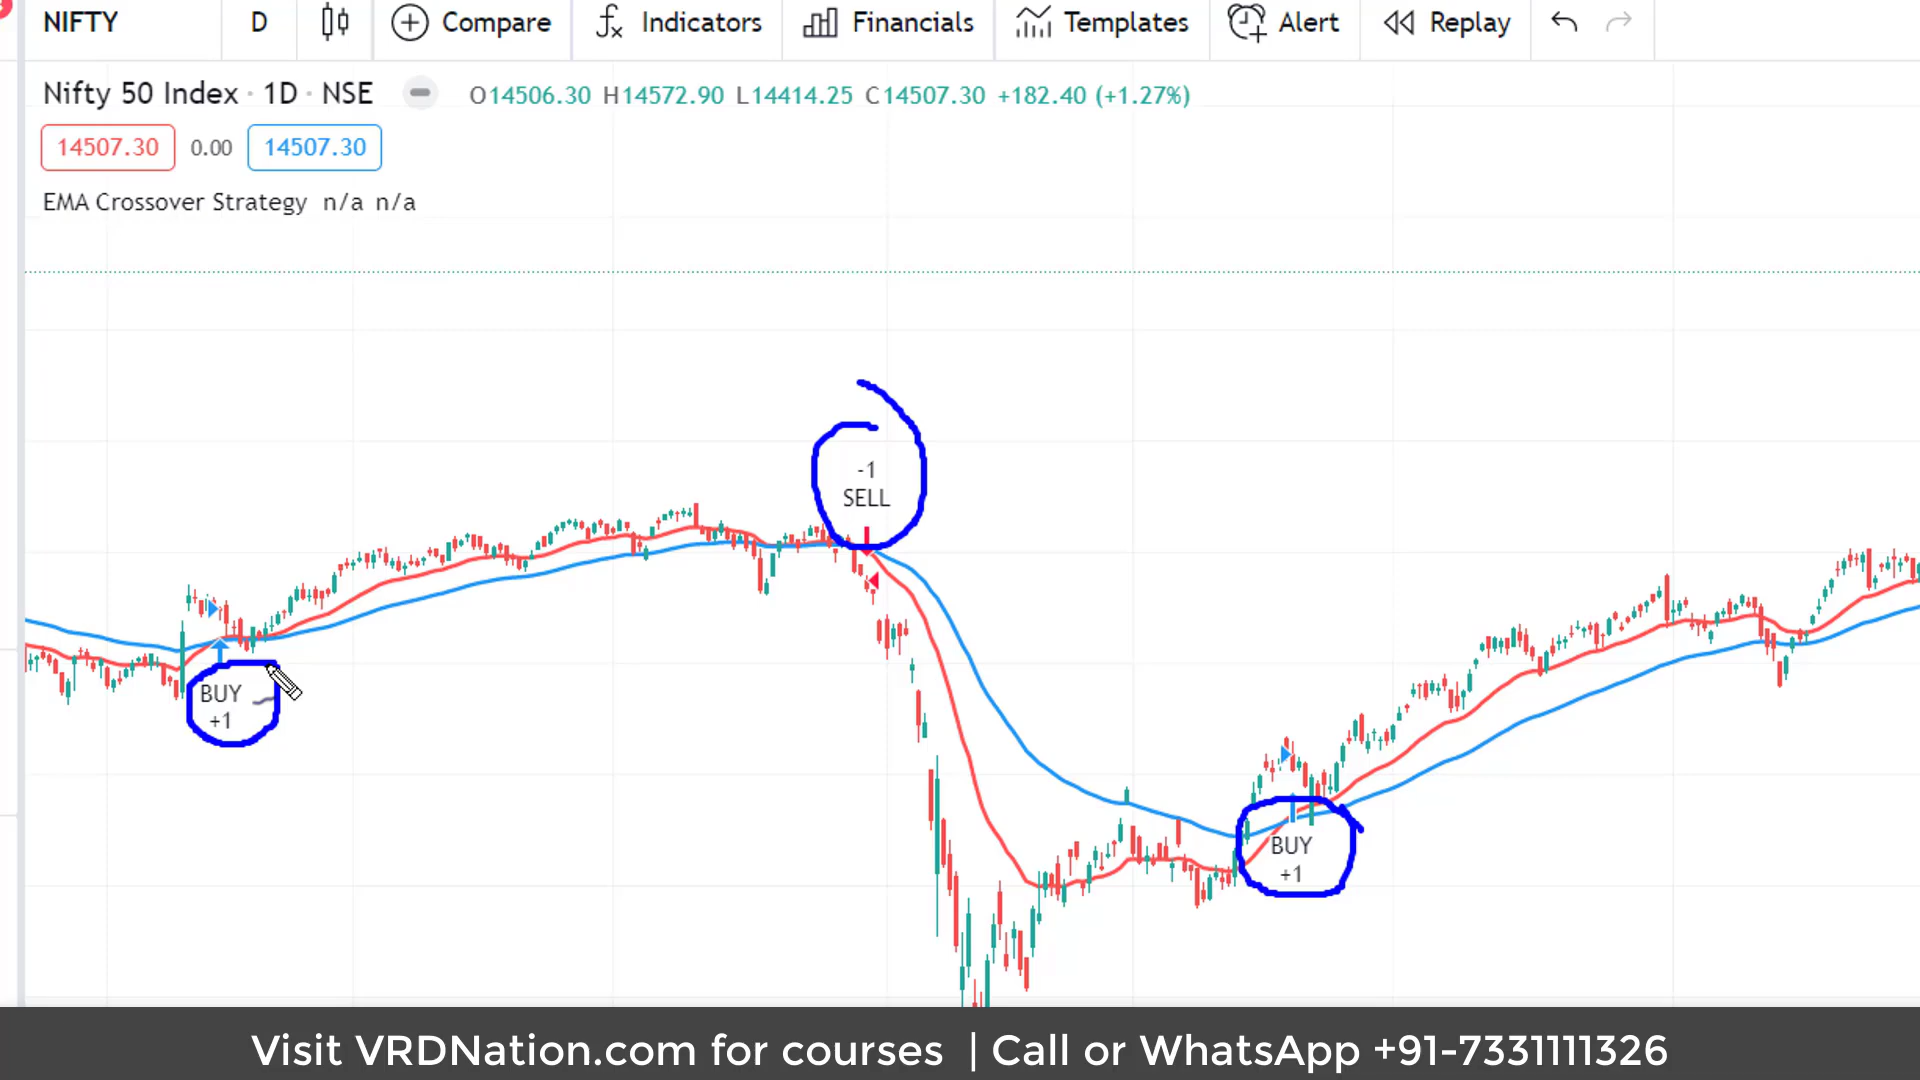 NIFTY D Compare Indicators Financials Templates Alert Replay
Nifty 50 Index · 1D · NSE O14506.30 H14572.90 L14414.25 C14507.30 +182.40 (+1.27%)
14507.30 0.00 14507.30
EMA Crossover Strategy n/a n/a
-1
SELL
BUY
+1
BUY
+1
Visit VRDNation.com for courses | Call or WhatsApp +91-7331111326